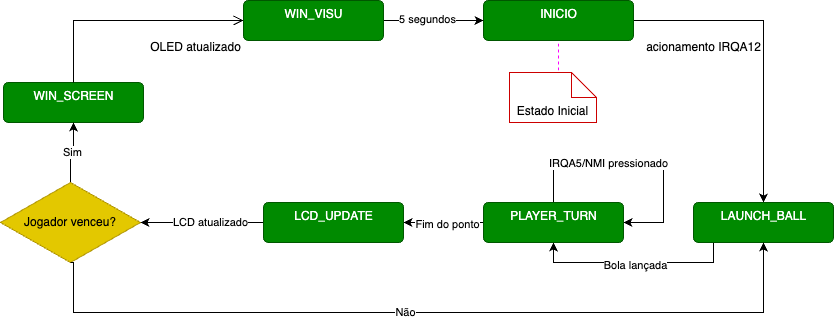 WIN_VISU
5 segundos
INICIO
OLED atualizado
acionamento IRQA12
WIN_SCREEN
Estado Inicial
Sim
IRQA5/NMI pressionado
Jogador venceu?
LCD atualizado
LCD_UPDATE
Fim do ponto
PLAYER_TURN
LAUNCH_BALL
Bola lançada
Não